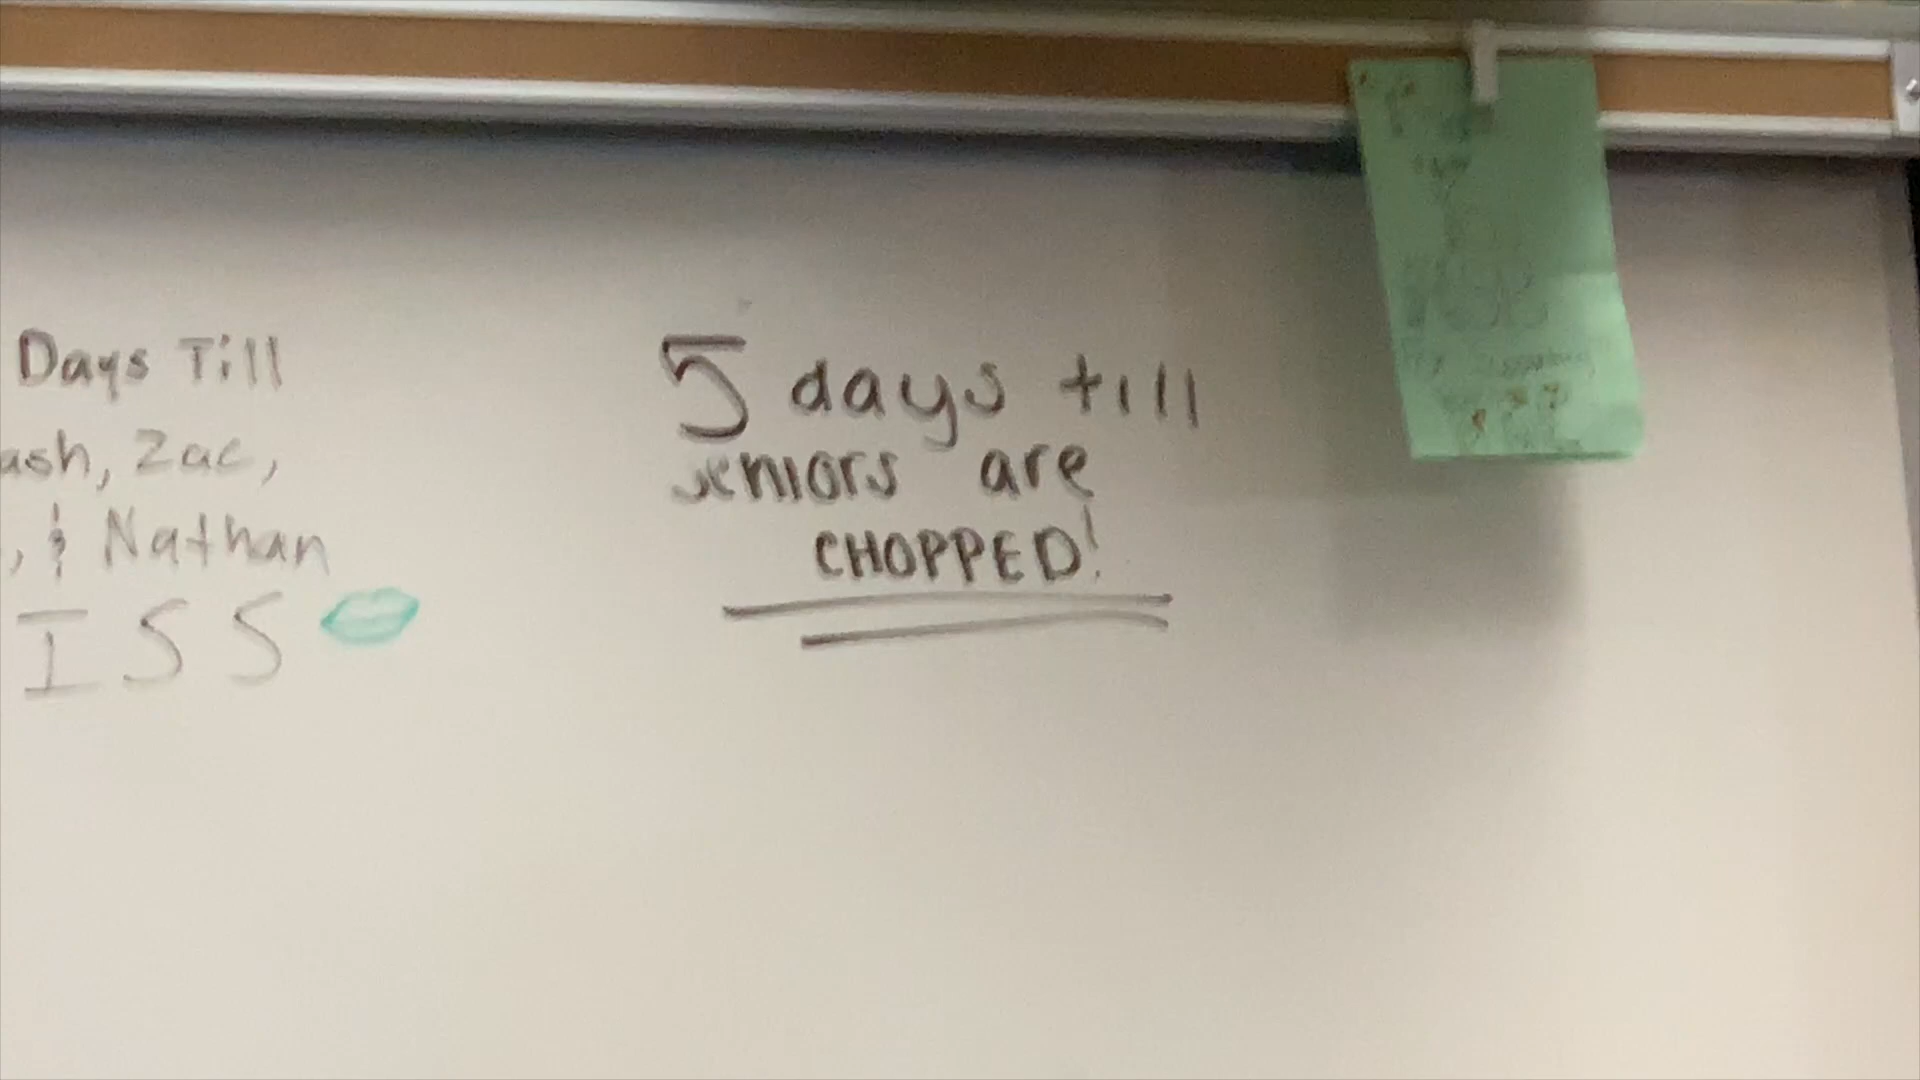 Days Till
ash, Zac,
, & Nathan
ISS
5 days till
seniors are
CHOPPED!